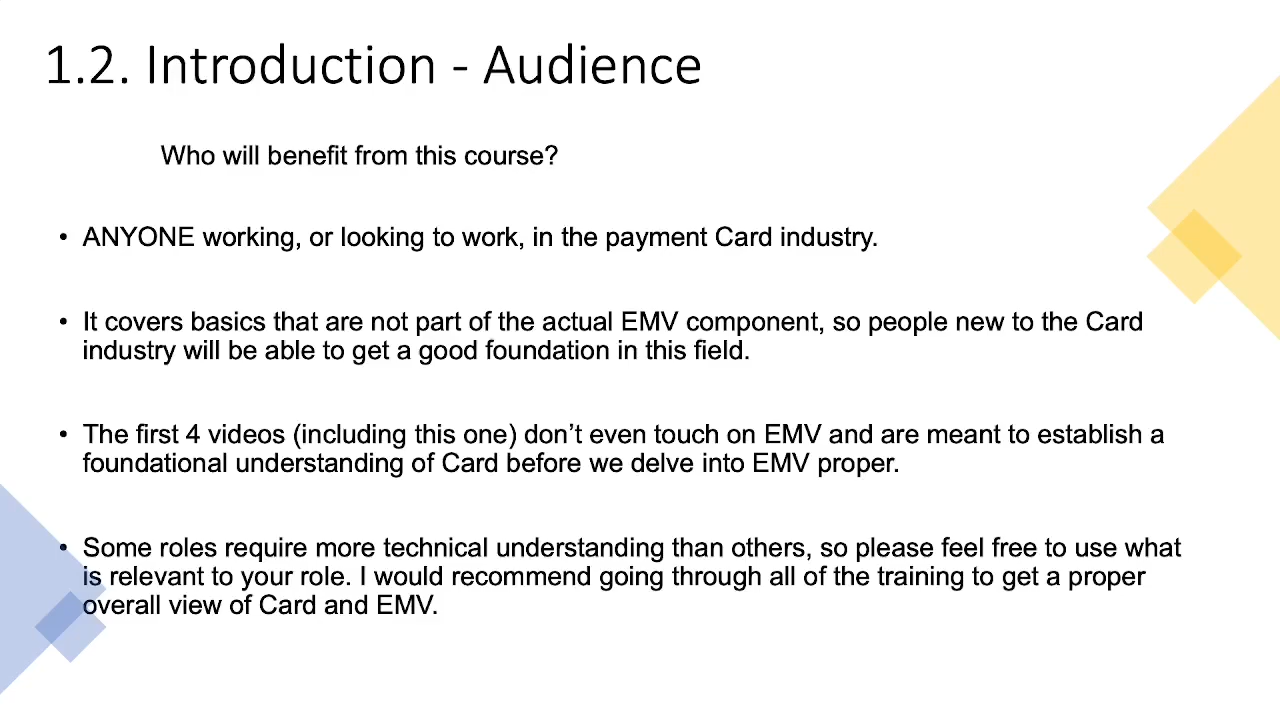 1.2. Introduction - Audience
Who will benefit from this course?
• ANYONE working, or looking to work, in the payment Card industry.
• It covers basics that are not part of the actual EMV component, so people new to the Card
industry will be able to get a good foundation in this field.
• The first 4 videos (including this one) don’t even touch on EMV and are meant to establish a
foundational understanding of Card before we delve into EMV proper.
• Some roles require more technical understanding than others, so please feel free to use what
is relevant to your role. I would recommend going through all of the training to get a proper
overall view of Card and EMV.